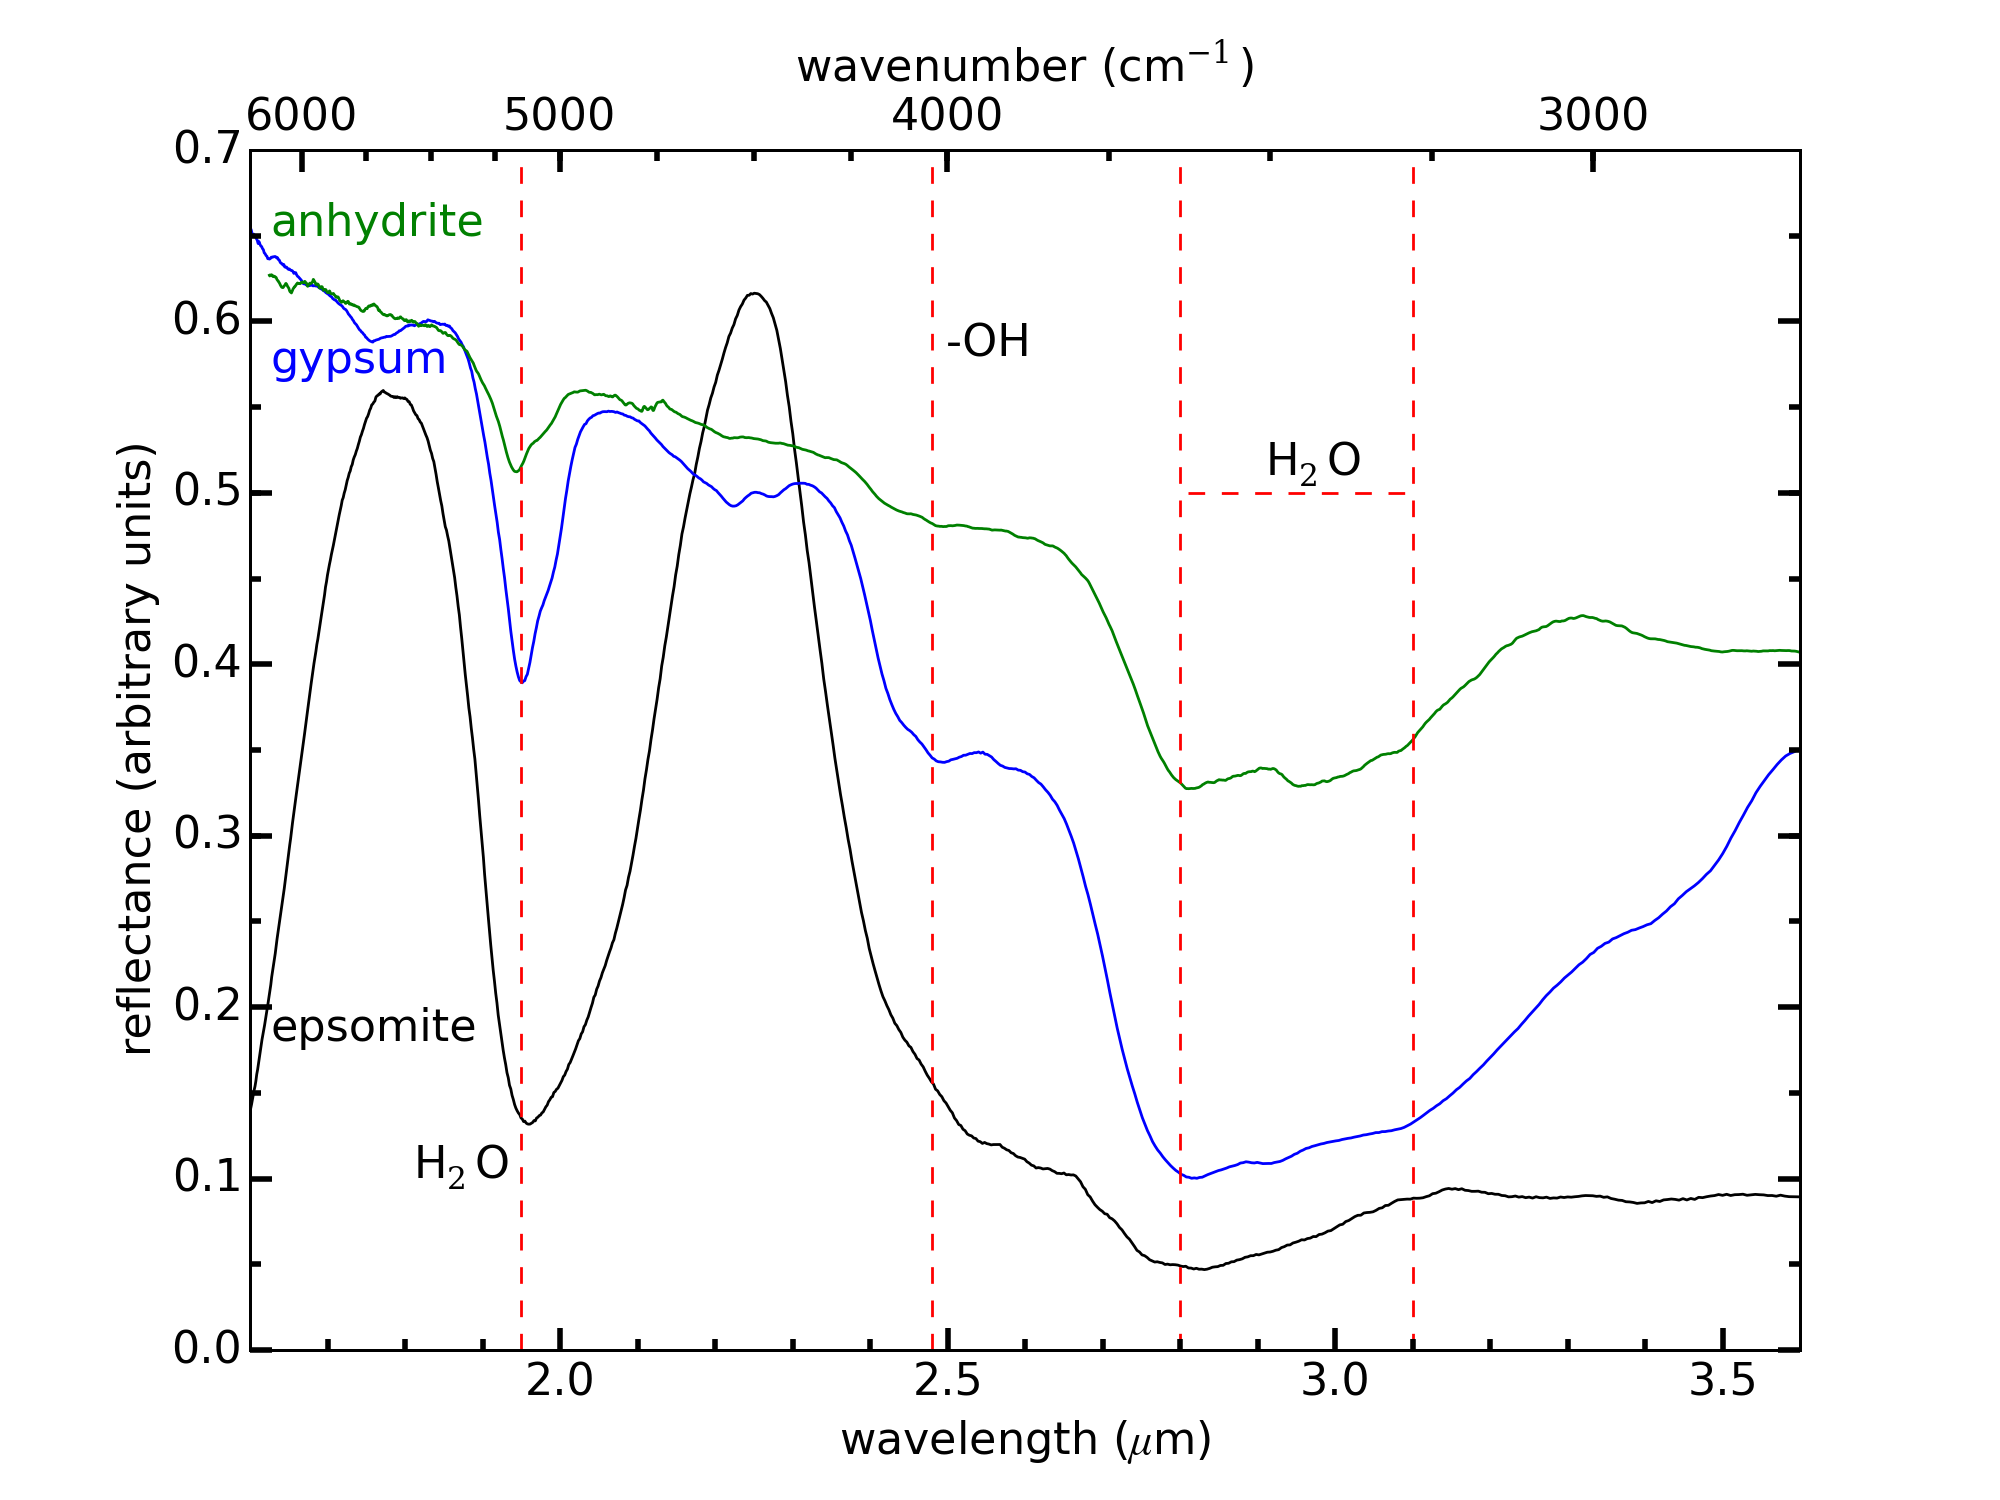 wavenumber (cm⁻¹)
6000 5000 4000 3000
0.7
anhydrite
0.6
-OH
gypsum
H₂O
0.5
0.4
reflectance (arbitrary units)
0.3
0.2
epsomite
H₂O
0.1
0.0
2.0 2.5 3.0 3.5
wavelength (μm)